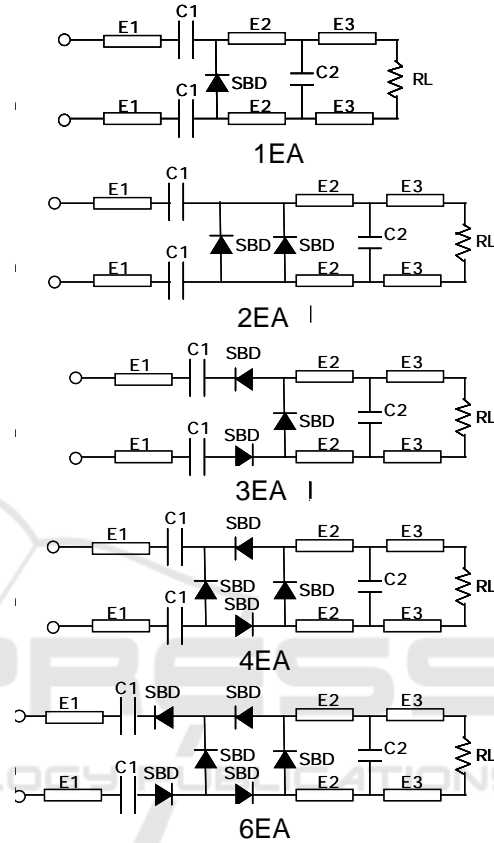 E1 C1 E2 E3
SBD C2 RL
E1 C1 E2 E3
1EA
E1 C1 E2 E3
SBD SBD C2 RL
E1 C1 E2 E3
2EA
E1 C1 SBD E2 E3
SBD C2 RL
E1 C1 SBD E2 E3
3EA
E1 C1 SBD E2 E3
SBD SBD C2 RL
E1 C1 SBD E2 E3
4EA
E1 C1 SBD SBD E2 E3
SBD SBD C2 RL
E1 C1 SBD SBD E2 E3
6EA
PRESS
LOGY PUBLICATIONS